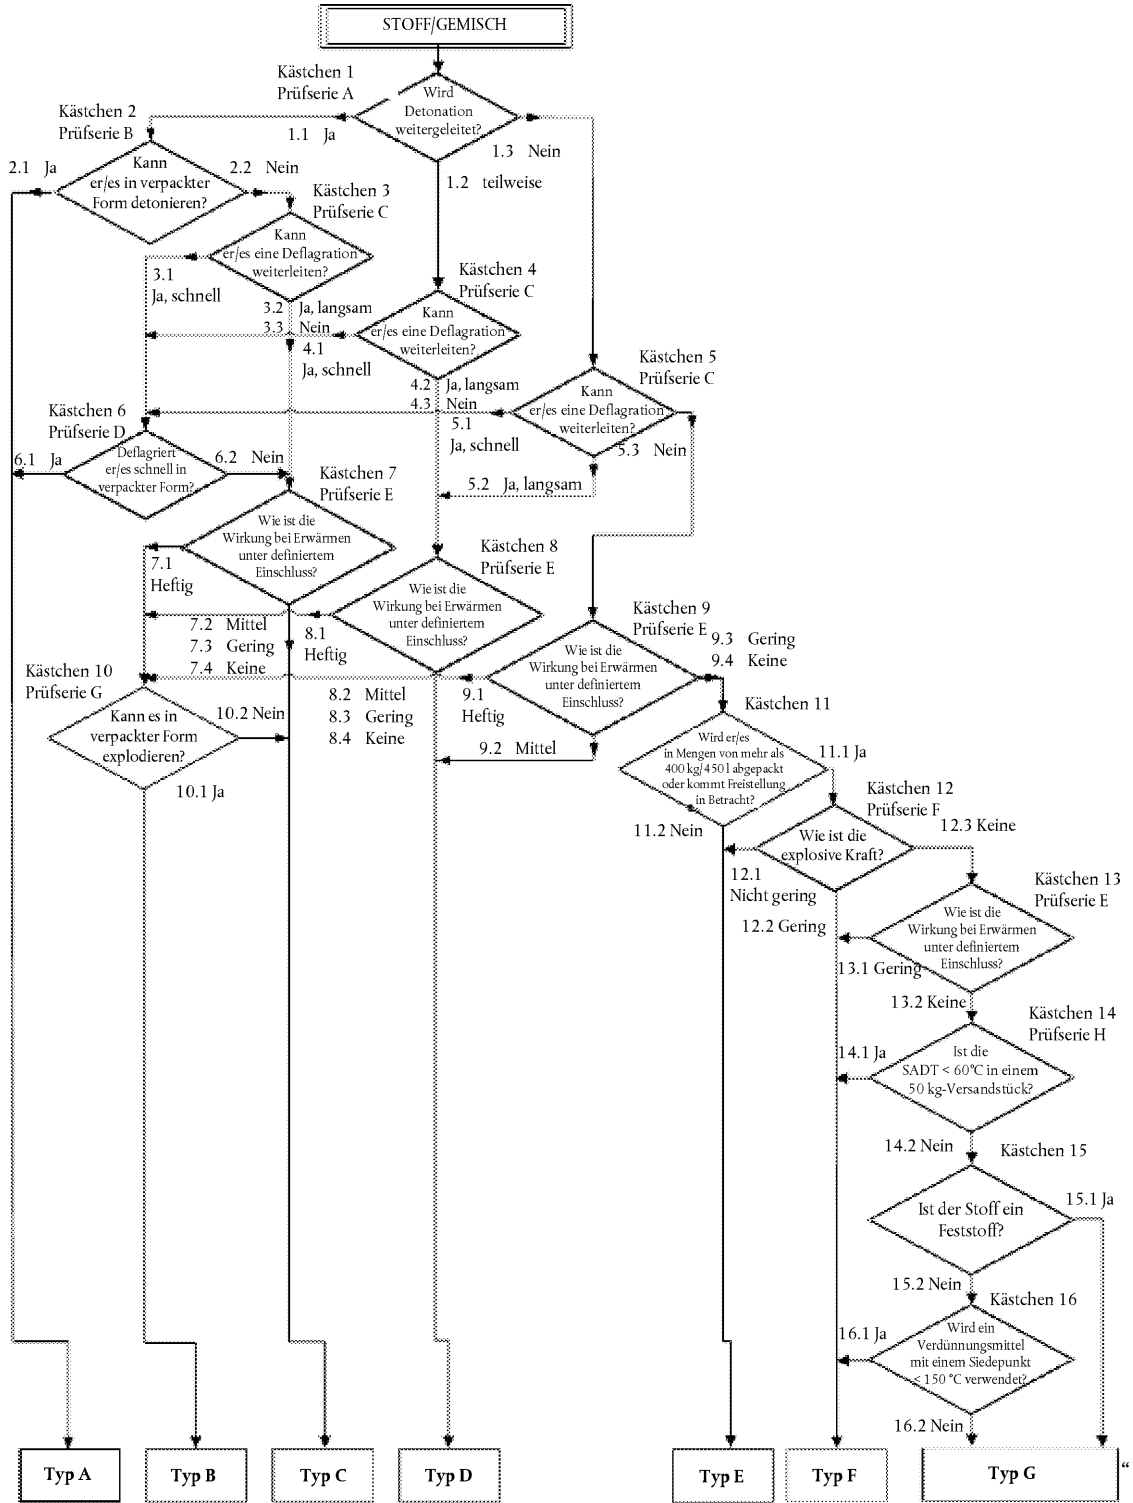 STOFF/GEMISCH
Kästchen 1
Prüfserie A
Wird
Detonation
weitergeleitet?
1.1 Ja
1.2 teilweise
1.3 Nein
Kästchen 2
Prüfserie B
Kann
er/es in verpackter
Form detonieren?
2.1 Ja
2.2 Nein
Kästchen 3
Prüfserie C
Kann
er/es eine Deflagration
weiterleiten?
3.1
Ja, schnell
3.2 Ja, langsam
3.3 Nein
Kästchen 4
Prüfserie C
Kann
er/es eine Deflagration
weiterleiten?
4.1
Ja, schnell
4.2 Ja, langsam
4.3 Nein
Kästchen 5
Prüfserie C
Kann
er/es eine Deflagration
weiterleiten?
5.1
Ja, schnell
5.2 Ja, langsam
5.3 Nein
Kästchen 6
Prüfserie D
Deflagriert
er/es schnell in
verpackter Form?
6.1 Ja
6.2 Nein
Kästchen 7
Prüfserie E
Wie ist die
Wirkung bei Erwärmen
unter definiertem
Einschluss?
7.1
Heftig
7.2 Mittel
7.3 Gering
7.4 Keine
Kästchen 8
Prüfserie E
Wie ist die
Wirkung bei Erwärmen
unter definiertem
Einschluss?
8.1
Heftig
8.2 Mittel
8.3 Gering
8.4 Keine
Kästchen 9
Prüfserie E
Wie ist die
Wirkung bei Erwärmen
unter definiertem
Einschluss?
9.1
Heftig
9.2 Mittel
9.3 Gering
9.4 Keine
Kästchen 10
Prüfserie G
Kann es in
verpackter Form
explodieren?
10.1 Ja
10.2 Nein
Kästchen 11
Wird er/es
in Mengen von mehr als
400 kg/450 l abgepackt
oder kommt Freistellung
in Betracht?
11.1 Ja
11.2 Nein
Kästchen 12
Prüfserie F
Wie ist die
explosive Kraft?
12.1
Nicht gering
12.2 Gering
12.3 Keine
Kästchen 13
Prüfserie E
Wie ist die
Wirkung bei Erwärmen
unter definiertem
Einschluss?
13.1 Gering
13.2 Keine
Kästchen 14
Prüfserie H
Ist die
SADT < 60°C in einem
50 kg-Versandstück?
14.1 Ja
14.2 Nein
Kästchen 15
Ist der Stoff ein
Feststoff?
15.1 Ja
15.2 Nein
Kästchen 16
Wird ein
Verdünnungsmittel
mit einem Siedepunkt
< 150 °C verwendet?
16.1 Ja
16.2 Nein
Typ A
Typ B
Typ C
Typ D
Typ E
Typ F
Typ G
“